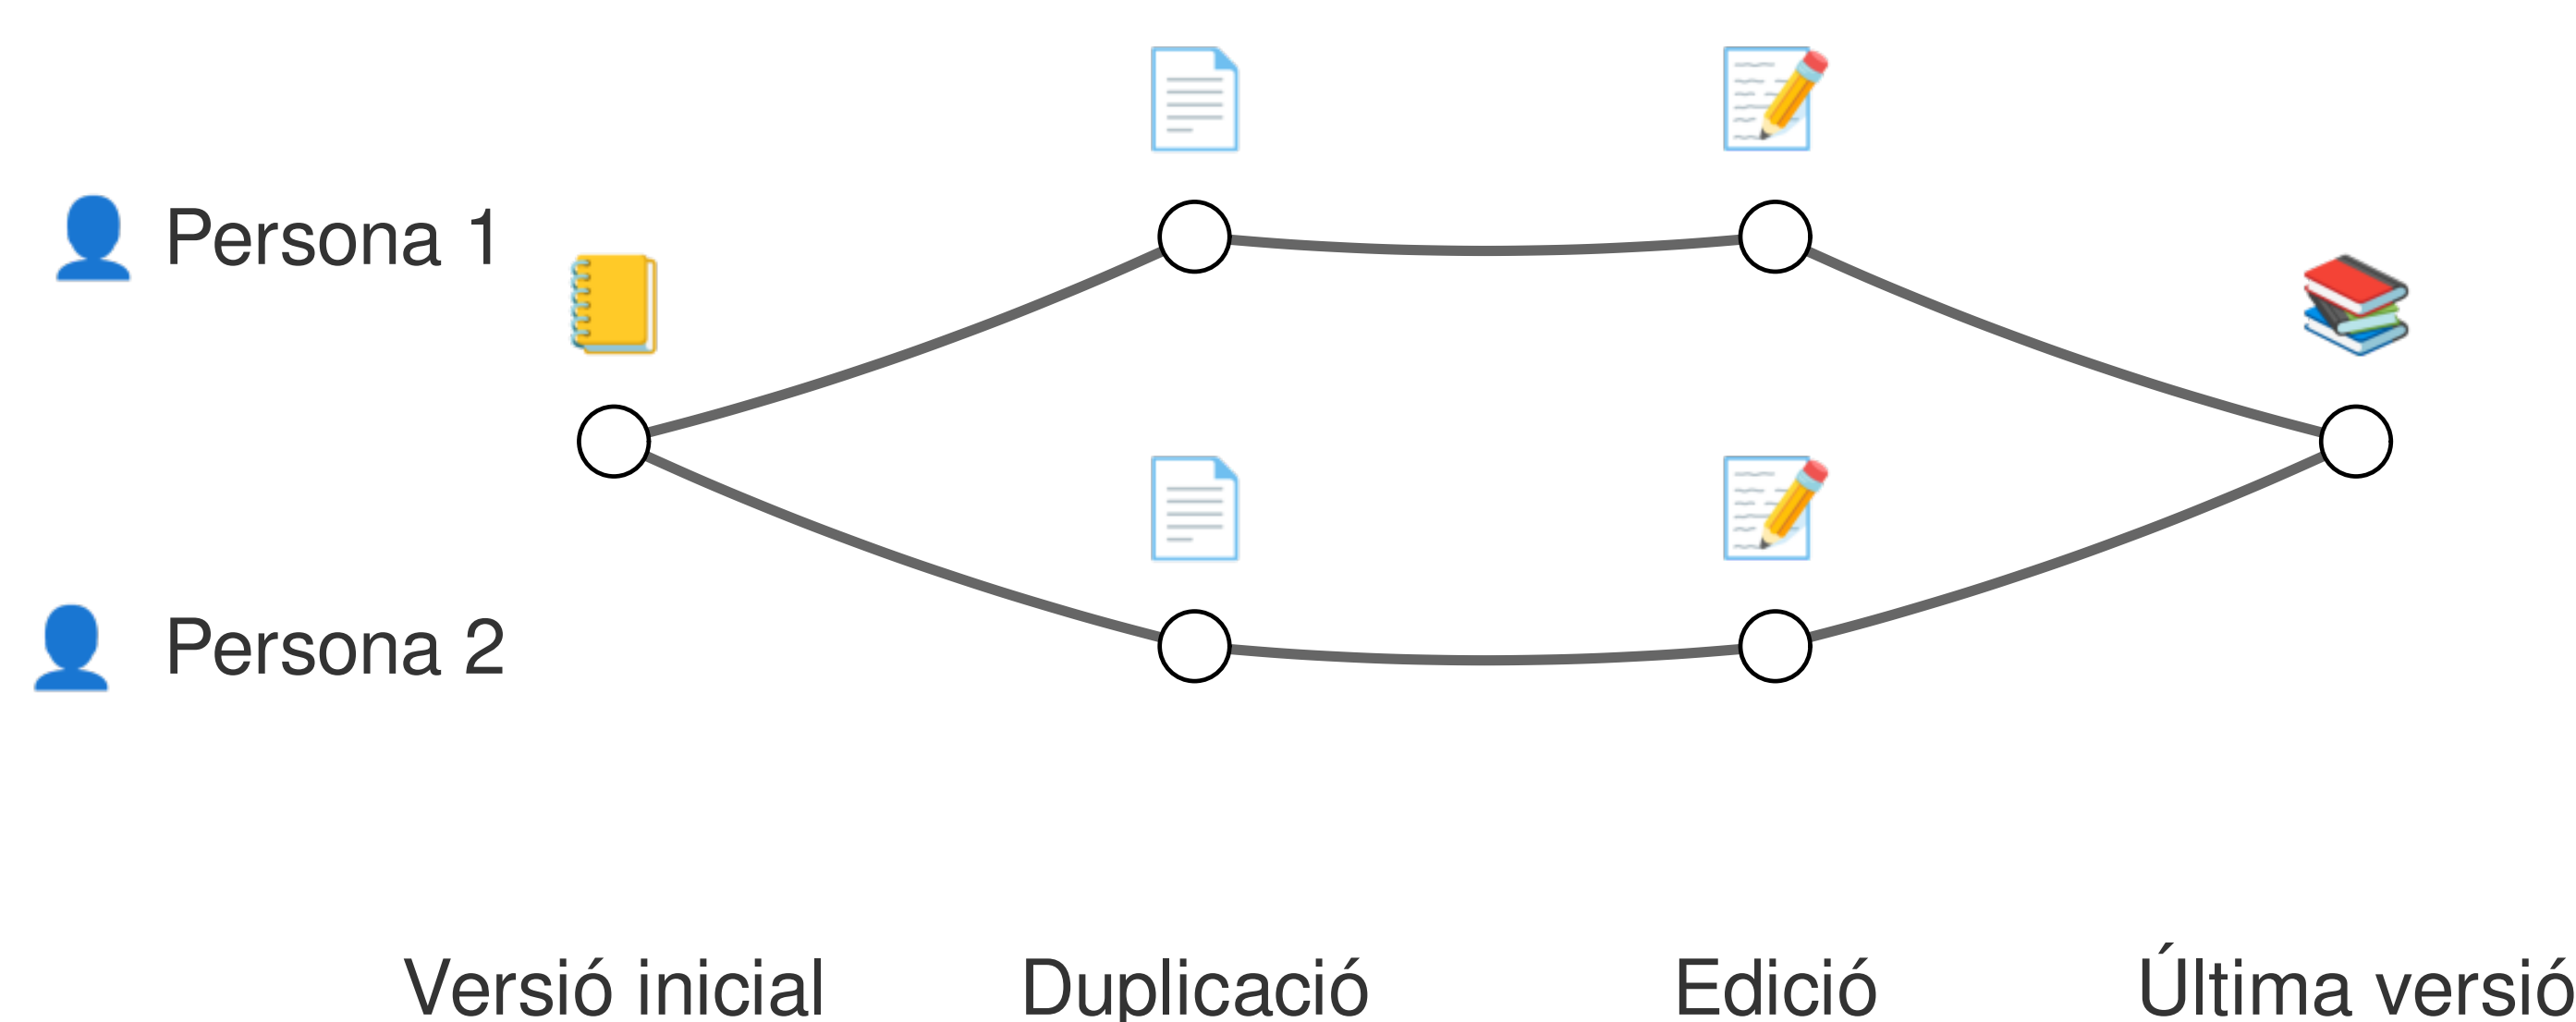 Persona 1
Persona 2
Versió inicial
Duplicació
Edició
Última versió